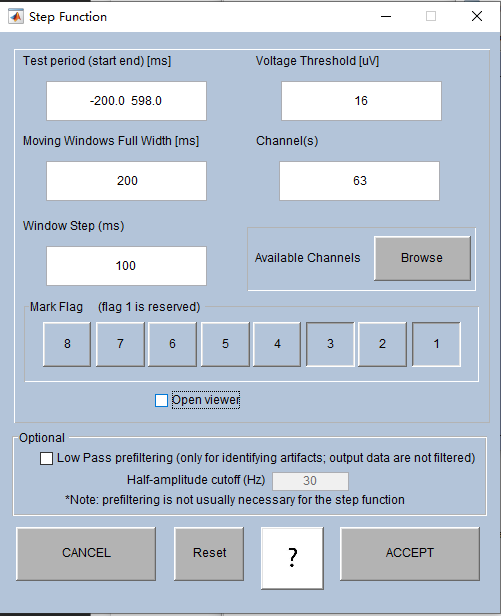 Step Function
Test period (start end) [ms]
Voltage Threshold [uV]
-200.0 598.0
16
Moving Windows Full Width [ms]
Channel(s)
200
63
Window Step (ms)
100
Available Channels
Browse
Mark Flag (flag 1 is reserved)
8 7 6 5 4 3 2 1
Open viewer
Optional
Low Pass prefiltering (only for identifying artifacts; output data are not filtered)
Half-amplitude cutoff (Hz) 30
*Note: prefiltering is not usually necessary for the step function
CANCEL
Reset
?
ACCEPT